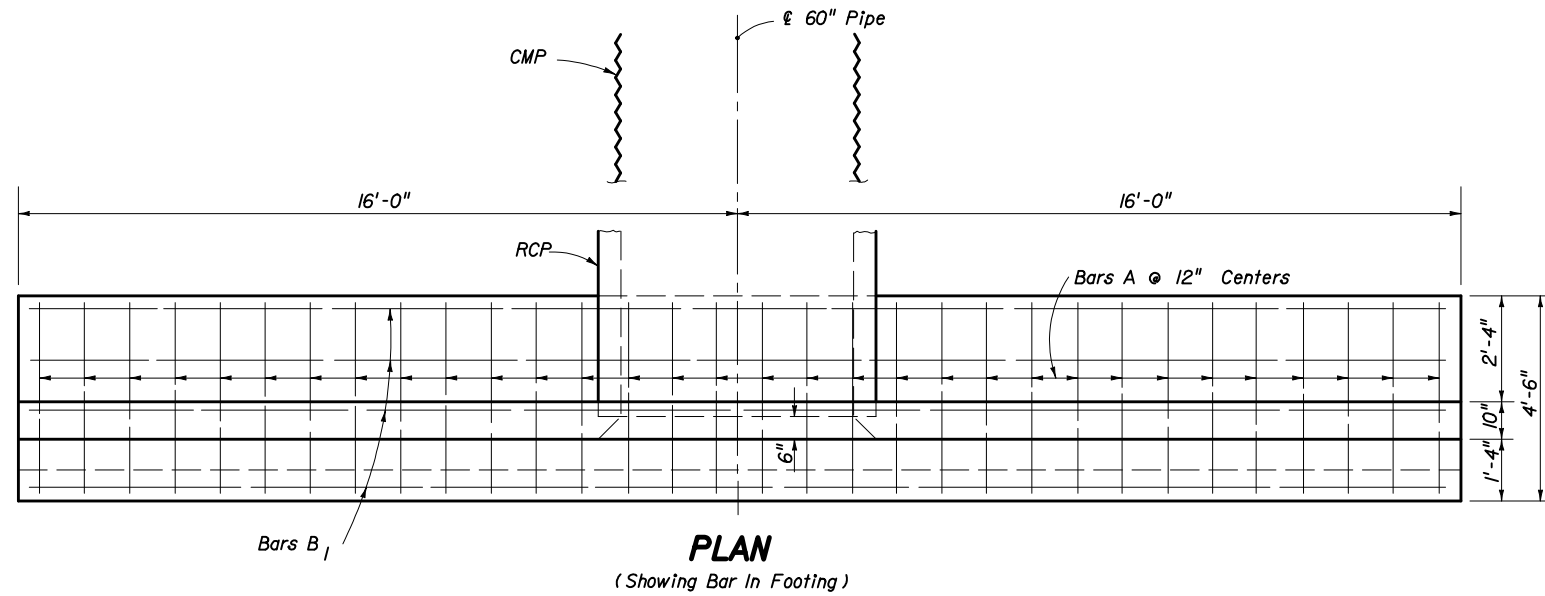 ℄ 60" Pipe
CMP
16'-0"
16'-0"
RCP
Bars A @ 12" Centers
2'-4"
4'-6"
10"
6"
1'-4"
Bars B1
PLAN
(Showing Bar In Footing)